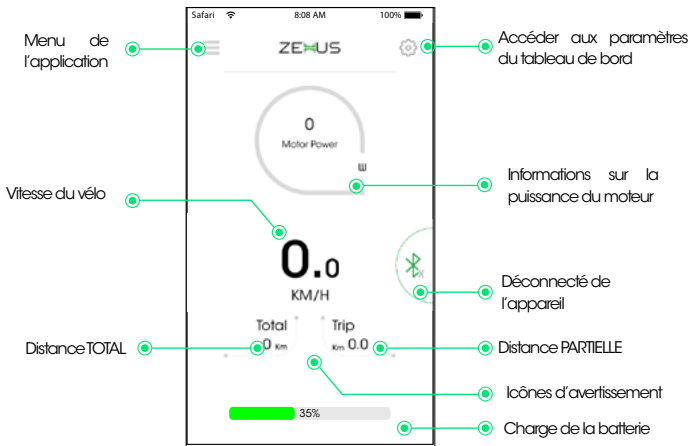 Safari 8:08 AM 100%
Menu de
l'application
ZEHUS
Accéder aux paramètres
du tableau de bord
0
Motor Power
W
Informations sur la
puissance du moteur
Vitesse du vélo
0.0
KM/H
X
Déconnecté de
l'appareil
Total
0 Km
Trip
Km 0.0
Distance TOTAL
Distance PARTIELLE
Icônes d'avertissement
35%
Charge de la batterie